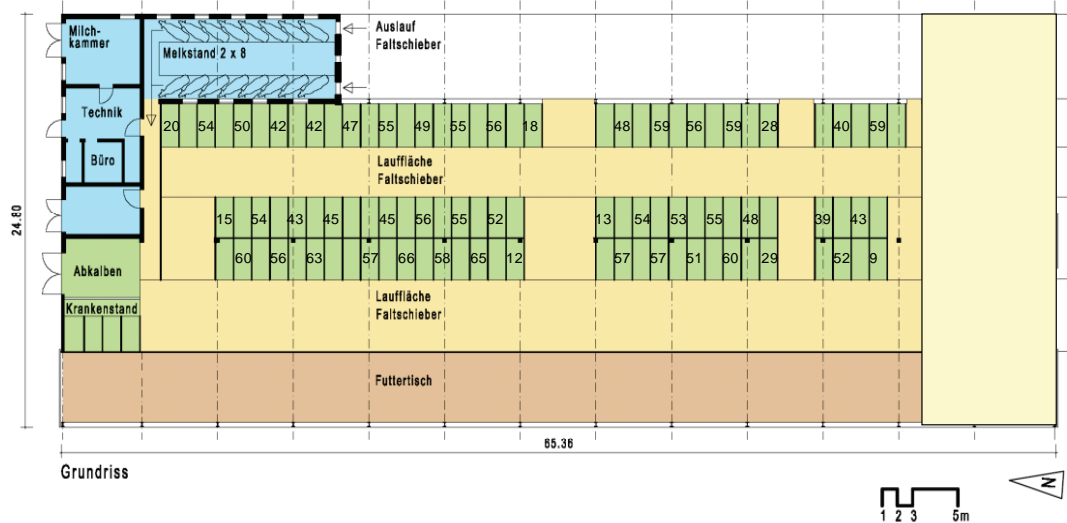 Milch-
kammer
Melkstand 2 x 8
Auslauf
Faltschieber
Technik
20 54 50 42 42 47 55 49 55 56 18 48 59 56 59 28 40 59
Büro
Lauffläche
Faltschieber
15 54 43 45 45 56 55 52 13 54 53 55 48 39 43
60 56 63 57 66 58 65 12 57 57 51 60 29 52 9
Abkalben
Krankenstand
Lauffläche
Faltschieber
Futtertisch
24.80
65.36
Grundriss
N
1 2 3 5m